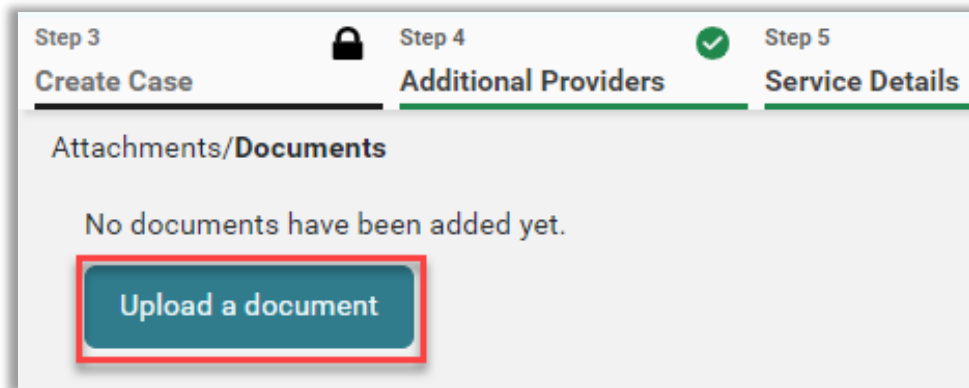 Step 3
Create Case
Step 4
Additional Providers
Step 5
Service Details
Attachments/Documents
No documents have been added yet.
Upload a document